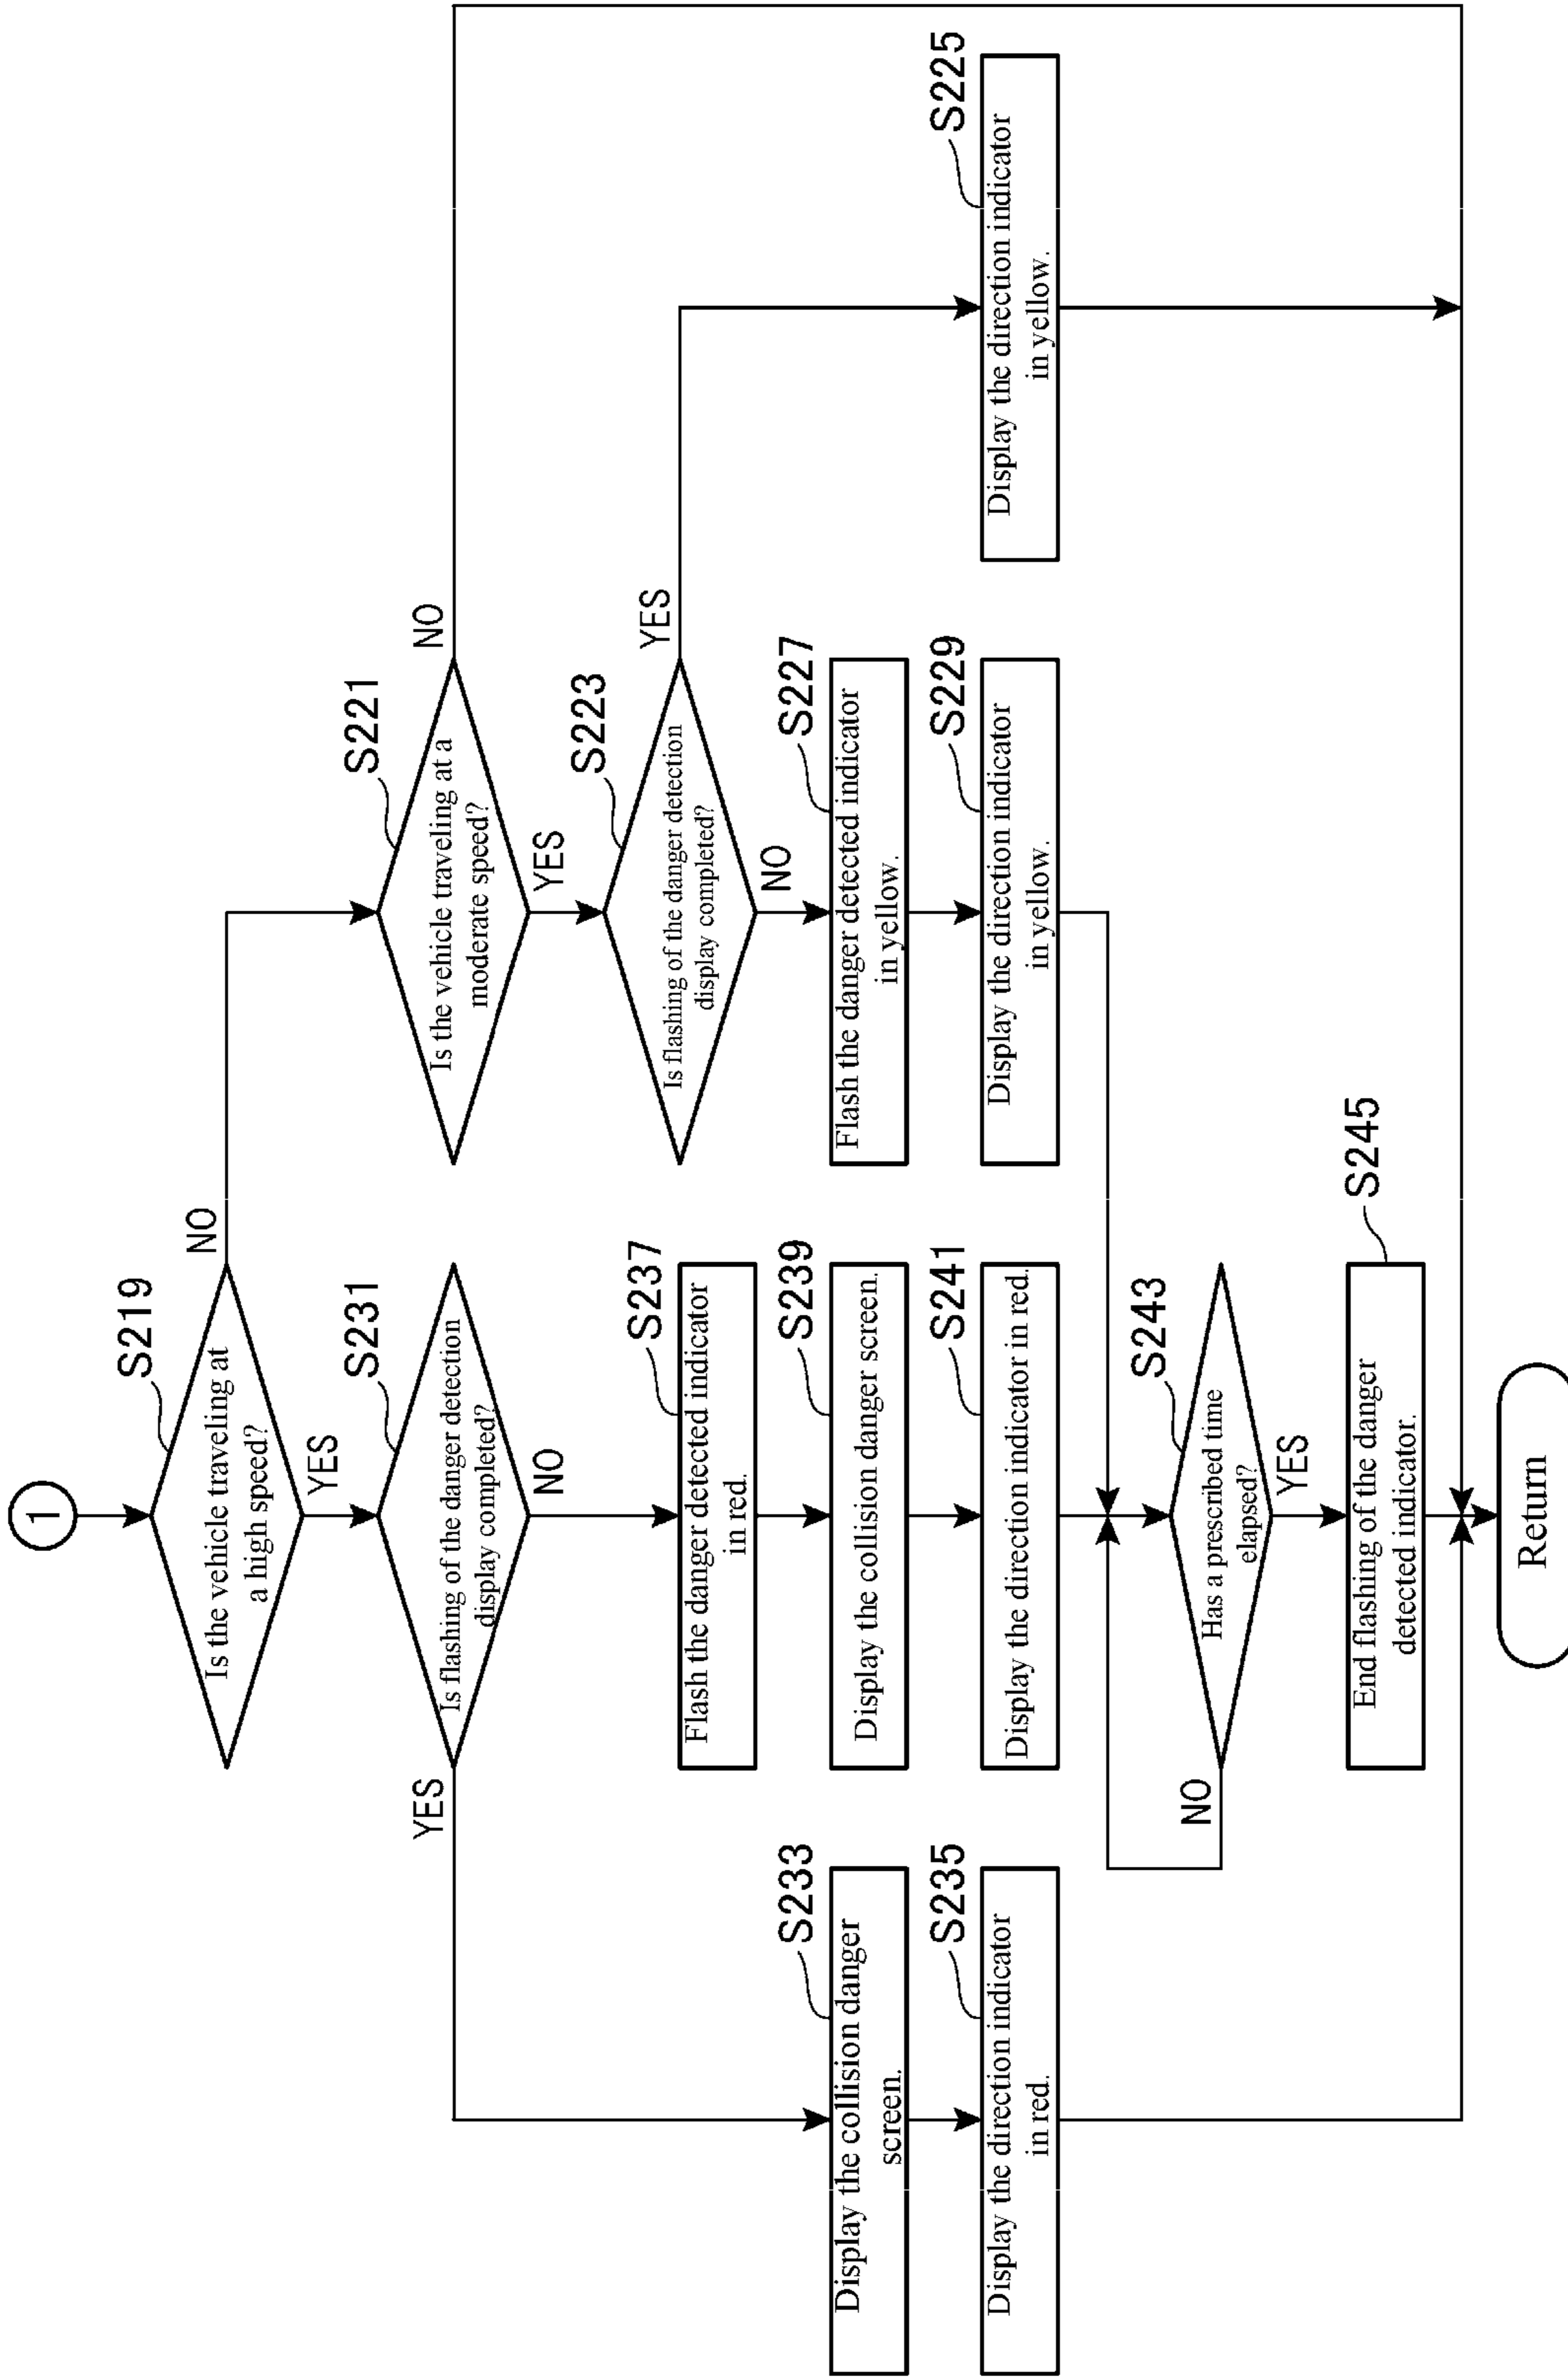 1
S219
Is the vehicle traveling at
a high speed?
NO
YES
S221
Is the vehicle traveling at a
moderate speed?
NO
YES
S231
Is flashing of the danger detection
display completed?
YES
NO
S223
Is flashing of the danger detection
display completed?
YES
NO
S237
Flash the danger detected indicator
in red.
S233
Display the collision danger
screen.
S239
Display the collision danger screen.
S227
Flash the danger detected indicator
in yellow.
S235
Display the direction indicator
in red.
S241
Display the direction indicator in red.
S229
Display the direction indicator
in yellow.
S225
Display the direction indicator
in yellow.
S243
Has a prescribed time
elapsed?
NO
YES
S245
End flashing of the danger
detected indicator.
Return